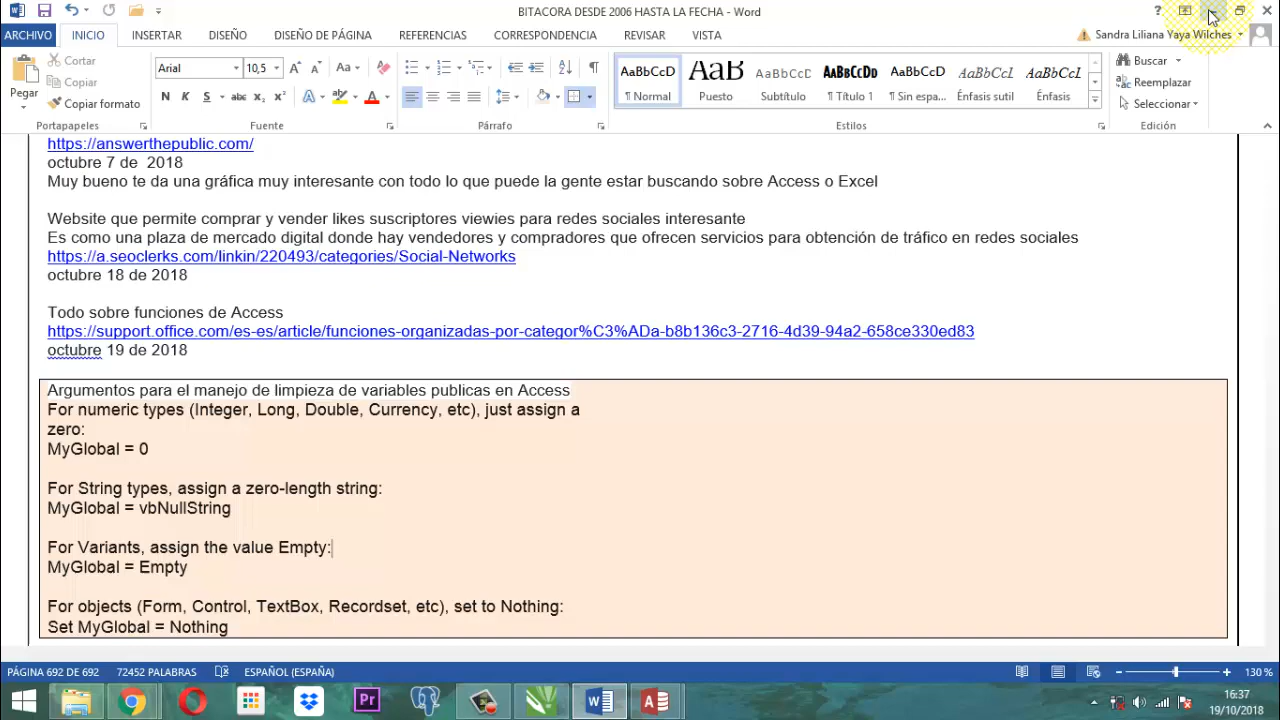 BITACORA DESDE 2006 HASTA LA FECHA - Word
ARCHIVO INICIO INSERTAR DISEÑO DISEÑO DE PÁGINA REFERENCIAS CORRESPONDENCIA REVISAR VISTA
Sandra Liliana Yaya Wilches
Pegar
Cortar
Copiar
Copiar formato
Portapapeles
Arial 10,5
N K S abc x₂ x²
Fuente
Párrafo
AaBbCcD AaB AaBbCcD AaBbCcDd AaBbCcD AaBbCcI AaBbCcI
¶ Normal Puesto Subtítulo ¶ Título 1 ¶ Sin espa... Énfasis sutil Énfasis
Estilos
Buscar
Reemplazar
Seleccionar
Edición
https://answerthepublic.com/
octubre 7 de 2018
Muy bueno te da una gráfica muy interesante con todo lo que puede la gente estar buscando sobre Access o Excel
Website que permite comprar y vender likes suscriptores viewies para redes sociales interesante
Es como una plaza de mercado digital donde hay vendedores y compradores que ofrecen servicios para obtención de tráfico en redes sociales
https://a.seoclerks.com/linkin/220493/categories/Social-Networks
octubre 18 de 2018
Todo sobre funciones de Access
https://support.office.com/es-es/article/funciones-organizadas-por-categor%C3%ADa-b8b136c3-2716-4d39-94a2-658ce330ed83
octubre 19 de 2018
Argumentos para el manejo de limpieza de variables publicas en Access
For numeric types (Integer, Long, Double, Currency, etc), just assign a
zero:
MyGlobal = 0
For String types, assign a zero-length string:
MyGlobal = vbNullString
For Variants, assign the value Empty:
MyGlobal = Empty
For objects (Form, Control, TextBox, Recordset, etc), set to Nothing:
Set MyGlobal = Nothing
PÁGINA 692 DE 692 72452 PALABRAS ESPAÑOL (ESPAÑA) 130 %
Pr
16:37
19/10/2018